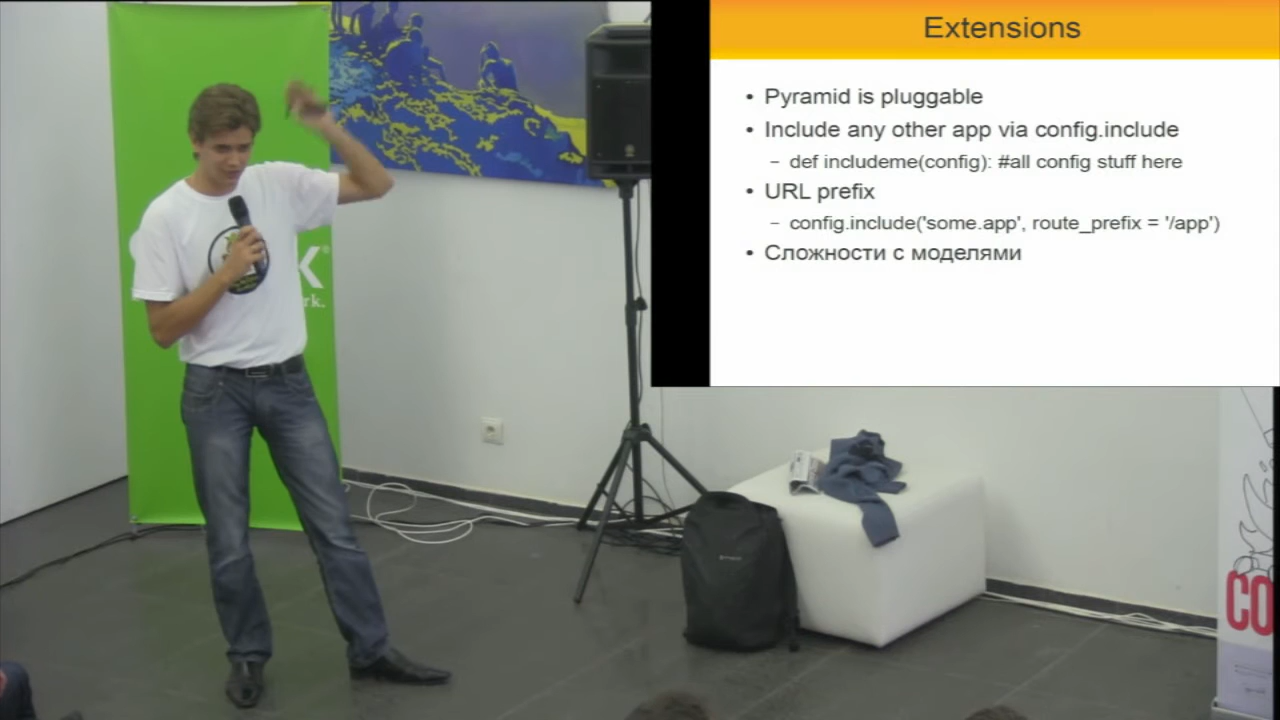 Extensions
• Pyramid is pluggable
• Include any other app via config.include
– def includeme(config): #all config stuff here
• URL prefix
– config.include('some.app', route_prefix = '/app')
• Сложности с моделями
CO